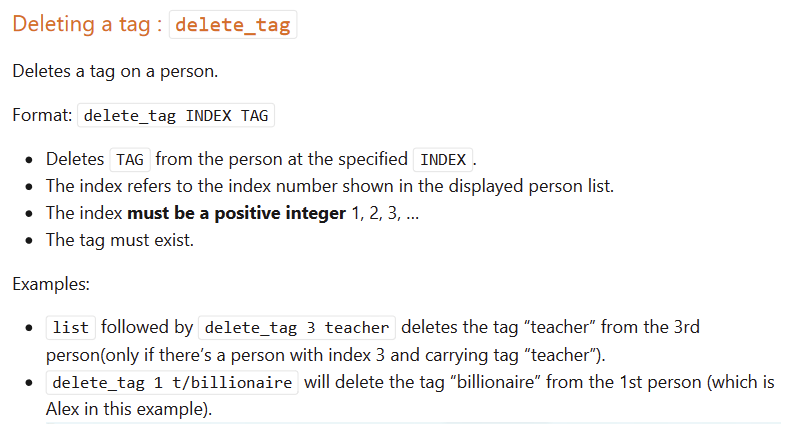 Deleting a tag : delete_tag
Deletes a tag on a person.
Format: delete_tag INDEX TAG
• Deletes TAG from the person at the specified INDEX.
• The index refers to the index number shown in the displayed person list.
• The index must be a positive integer 1, 2, 3, …
• The tag must exist.
Examples:
• list followed by delete_tag 3 teacher deletes the tag “teacher” from the 3rd
person(only if there’s a person with index 3 and carrying tag “teacher”).
• delete_tag 1 t/billionaire will delete the tag “billionaire” from the 1st person (which is
Alex in this example).